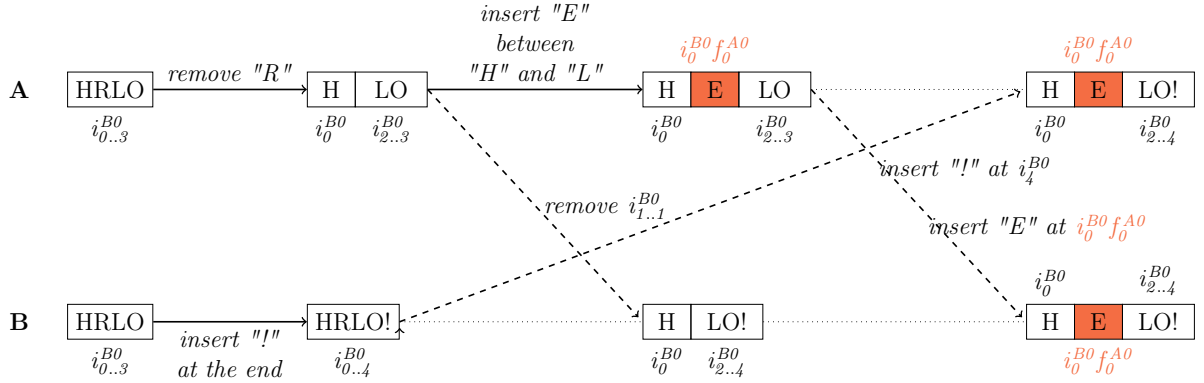 insert "E"
between
"H" and "L"
remove "R"
i_0^{B0} f_0^{A0}
i_0^{B0} f_0^{A0}
A
HRLO
H
LO
H
E
LO
H
E
LO!
i_{0..3}^{B0}
i_0^{B0}
i_{2..3}^{B0}
i_0^{B0}
i_{2..3}^{B0}
i_0^{B0}
i_{2..4}^{B0}
insert "!" at i_4^{B0}
remove i_{1..1}^{B0}
insert "E" at i_0^{B0} f_0^{A0}
i_0^{B0}
i_{2..4}^{B0}
B
HRLO
HRLO!
H
LO!
H
E
LO!
insert "!"
at the end
i_{0..3}^{B0}
i_{0..4}^{B0}
i_0^{B0}
i_{2..4}^{B0}
i_0^{B0} f_0^{A0}